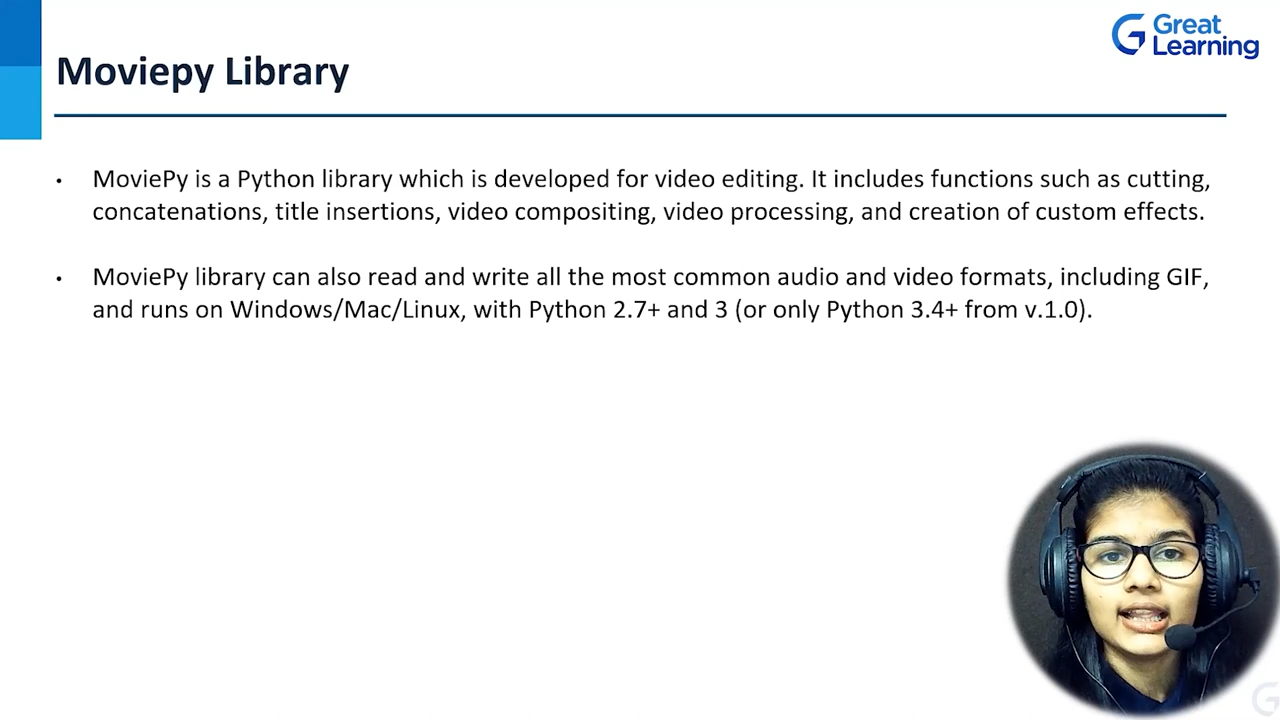 Great
Learning
Moviepy Library
• MoviePy is a Python library which is developed for video editing. It includes functions such as cutting,
concatenations, title insertions, video compositing, video processing, and creation of custom effects.
• MoviePy library can also read and write all the most common audio and video formats, including GIF,
and runs on Windows/Mac/Linux, with Python 2.7+ and 3 (or only Python 3.4+ from v.1.0).